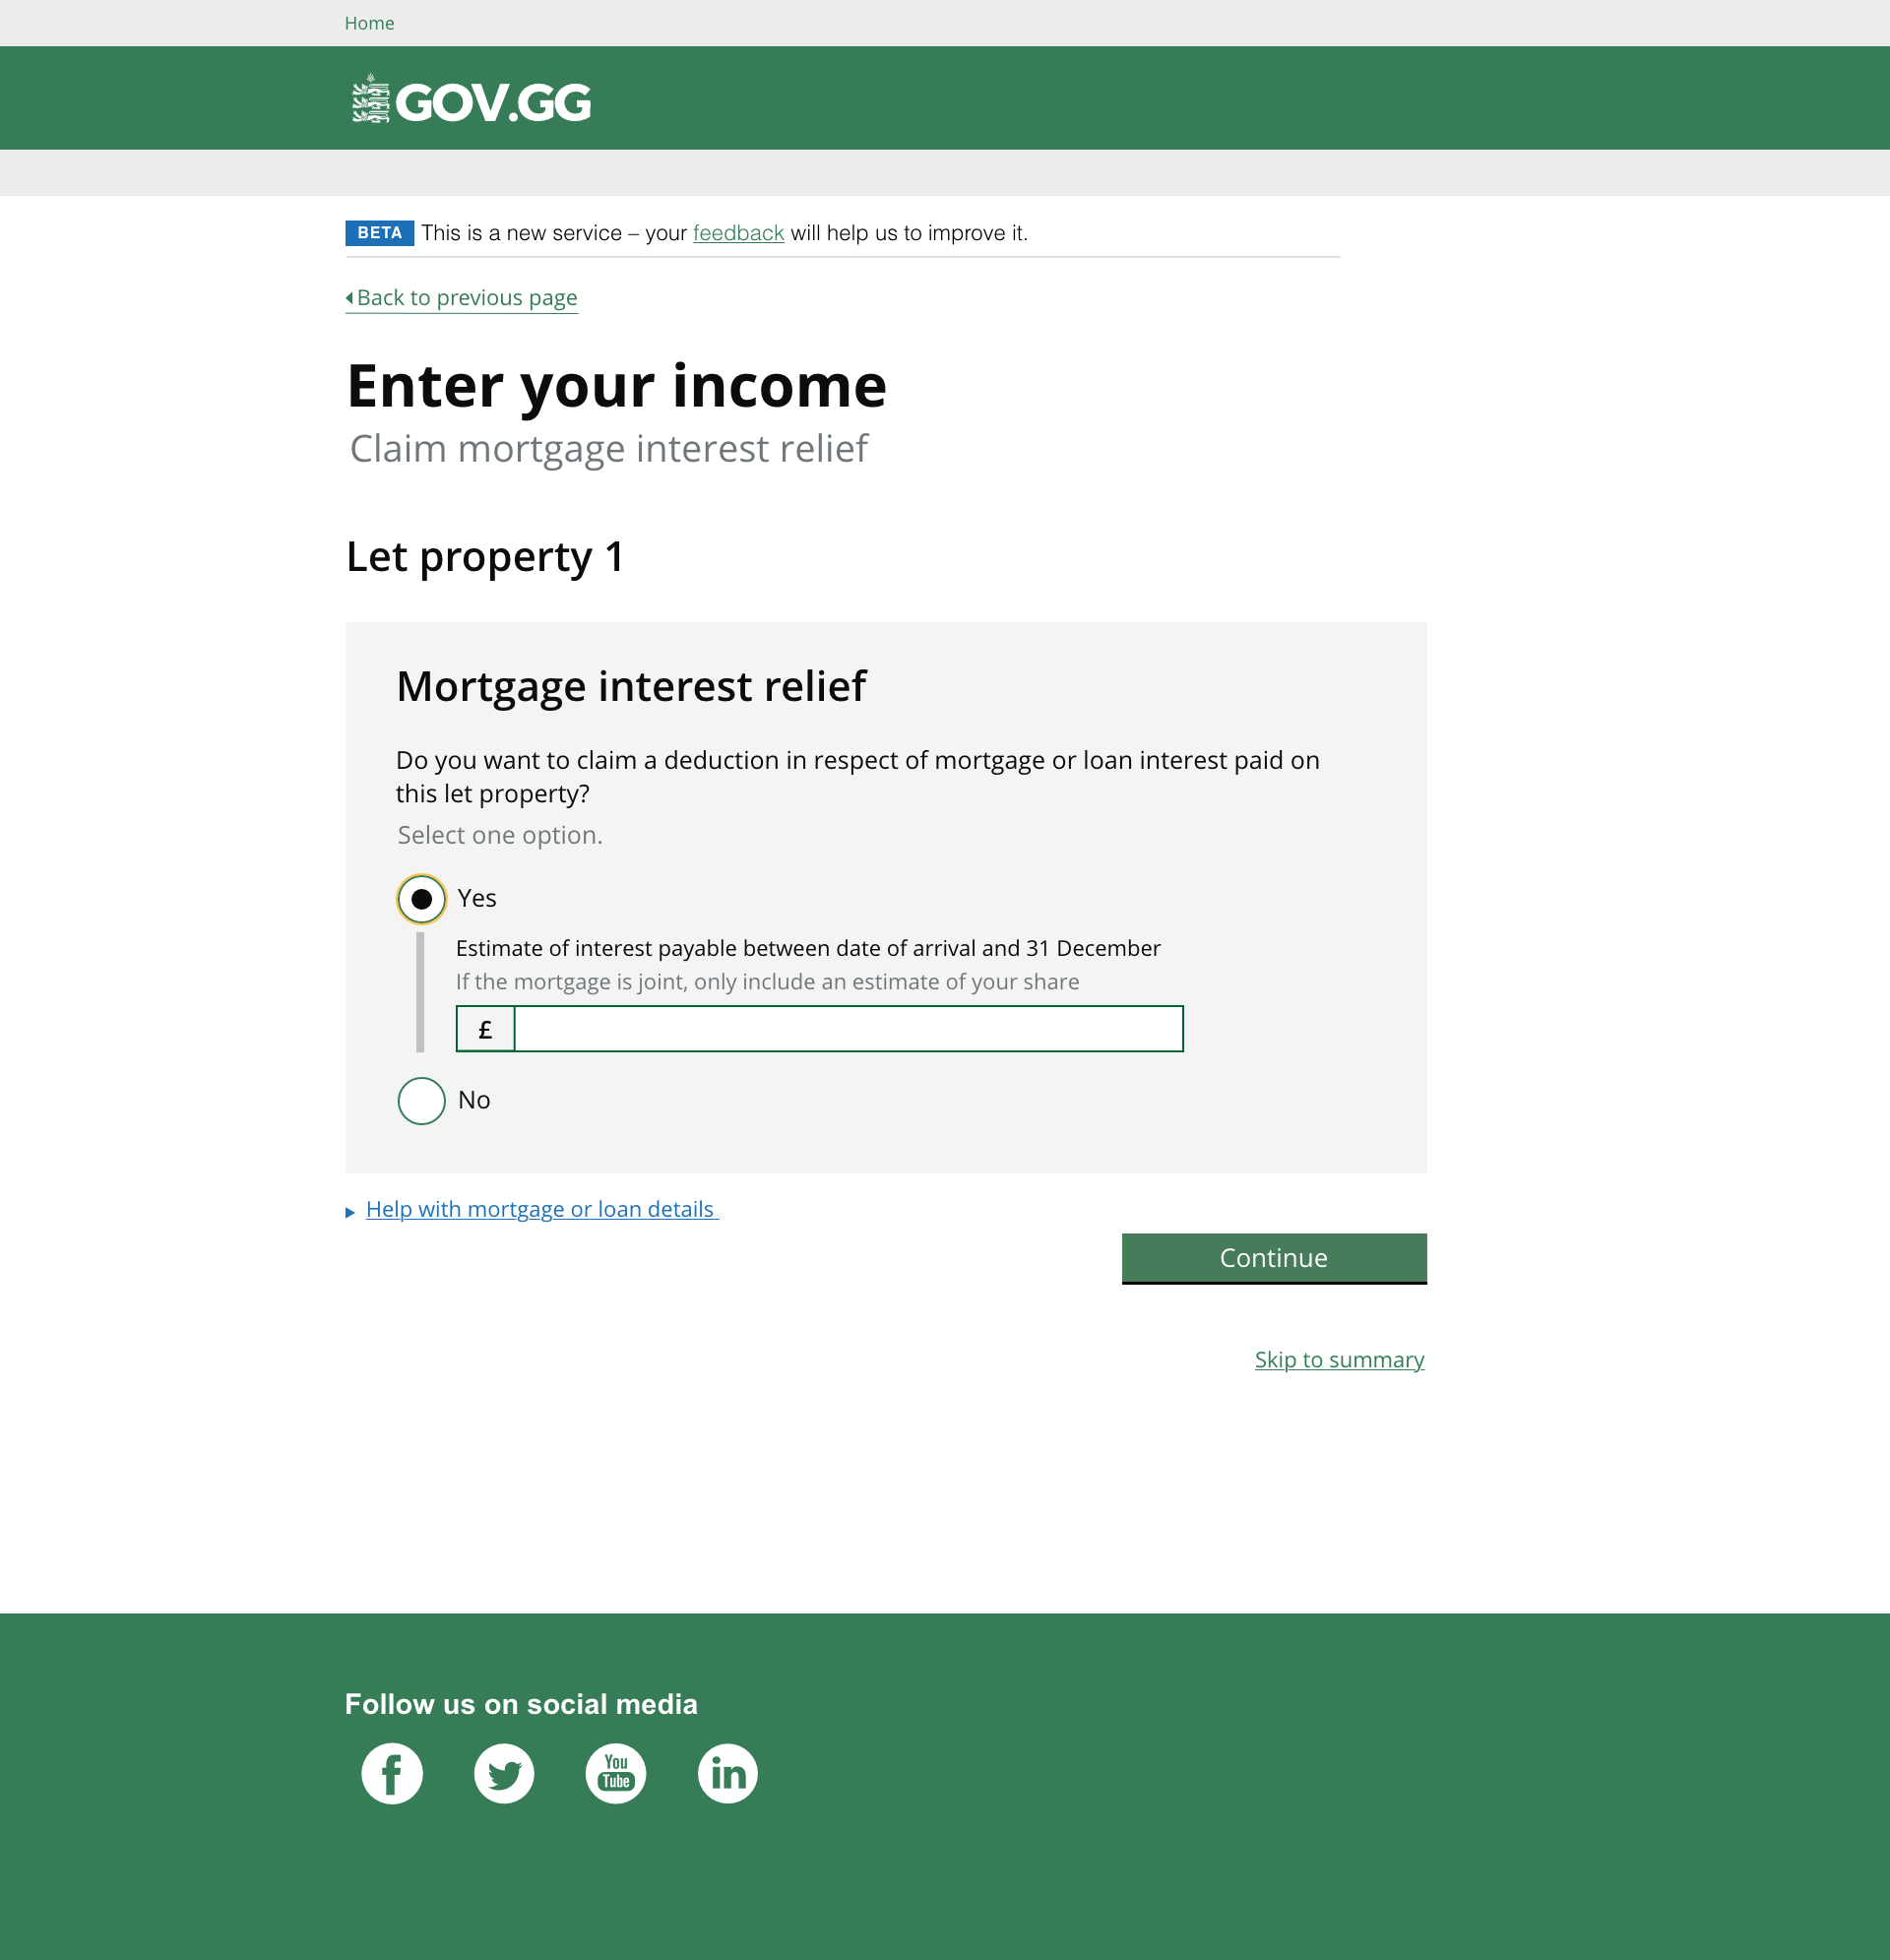 Home
GOV.GG
BETA This is a new service – your feedback will help us to improve it.
Back to previous page
Enter your income
Claim mortgage interest relief
Let property 1
Mortgage interest relief
Do you want to claim a deduction in respect of mortgage or loan interest paid on
this let property?
Select one option.
Yes
Estimate of interest payable between date of arrival and 31 December
If the mortgage is joint, only include an estimate of your share
£
No
Help with mortgage or loan details
Continue
Skip to summary
Follow us on social media
f
You
Tube
in